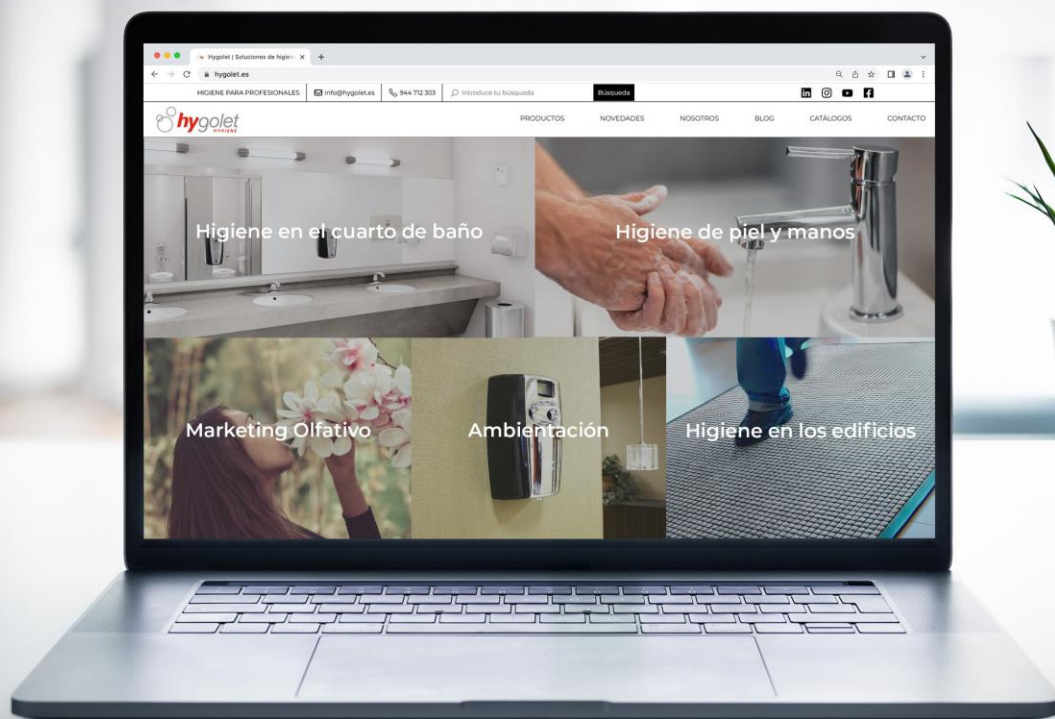 Hygolet | Soluciones de higien
hygolet.es
HIGIENE PARA PROFESIONALES info@hygolet.es 944 712 303 Introduce tu búsqueda Búsqueda
hygolet
HYGIENE
PRODUCTOS NOVEDADES NOSOTROS BLOG CATÁLOGOS CONTACTO
Higiene en el cuarto de baño
Higiene de piel y manos
Marketing Olfativo
Ambientación
Higiene en los edificios